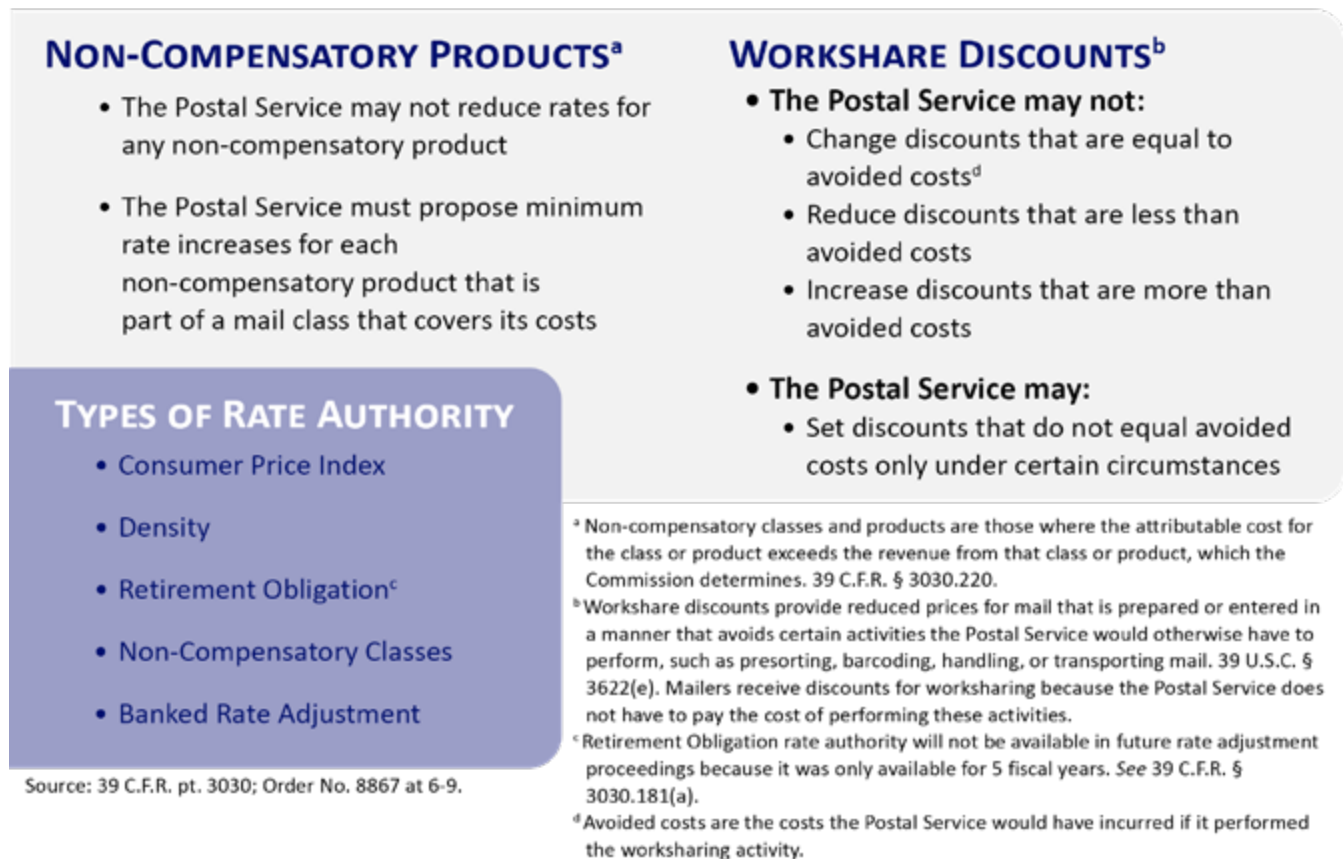 NON-COMPENSATORY PRODUCTSᵃ
• The Postal Service may not reduce rates for
any non-compensatory product
• The Postal Service must propose minimum
rate increases for each
non-compensatory product that is
part of a mail class that covers its costs
WORKSHARE DISCOUNTSᵇ
• The Postal Service may not:
• Change discounts that are equal to
avoided costsᵈ
• Reduce discounts that are less than
avoided costs
• Increase discounts that are more than
avoided costs
• The Postal Service may:
• Set discounts that do not equal avoided
costs only under certain circumstances
TYPES OF RATE AUTHORITY
• Consumer Price Index
• Density
• Retirement Obligationᶜ
• Non-Compensatory Classes
• Banked Rate Adjustment
Source: 39 C.F.R. pt. 3030; Order No. 8867 at 6-9.
ᵃ Non-compensatory classes and products are those where the attributable cost for
the class or product exceeds the revenue from that class or product, which the
Commission determines. 39 C.F.R. § 3030.220.
ᵇ Workshare discounts provide reduced prices for mail that is prepared or entered in
a manner that avoids certain activities the Postal Service would otherwise have to
perform, such as presorting, barcoding, handling, or transporting mail. 39 U.S.C. §
3622(e). Mailers receive discounts for worksharing because the Postal Service does
not have to pay the cost of performing these activities.
ᶜ Retirement Obligation rate authority will not be available in future rate adjustment
proceedings because it was only available for 5 fiscal years. See 39 C.F.R. §
3030.181(a).
ᵈ Avoided costs are the costs the Postal Service would have incurred if it performed
the worksharing activity.